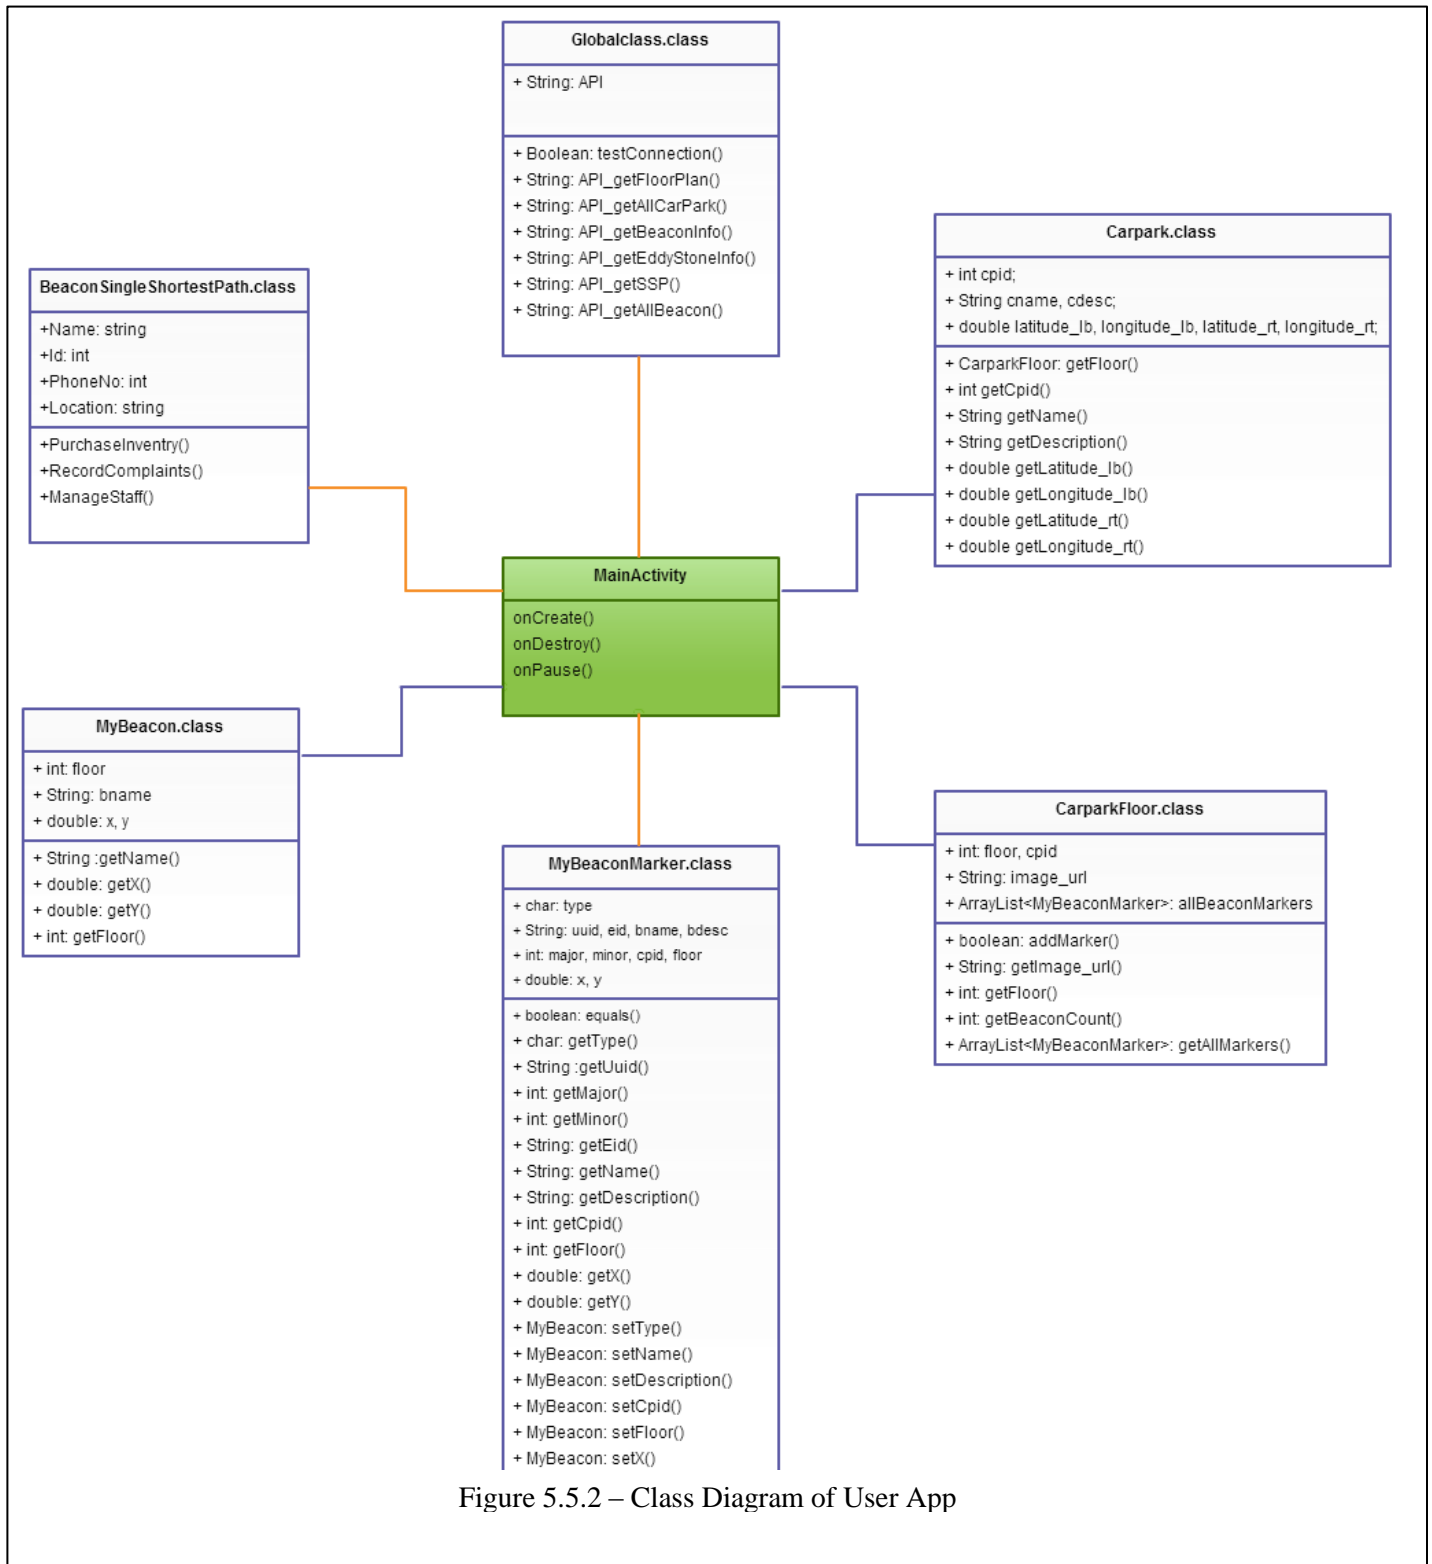 Globalclass.class
+ String: API
+ Boolean: testConnection()
+ String: API_getFloorPlan()
+ String: API_getAllCarPark()
+ String: API_getBeaconInfo()
+ String: API_getEddyStoneInfo()
+ String: API_getSSP()
+ String: API_getAllBeacon()
Carpark.class
+ int cpid;
+ String cname, cdesc;
+ double latitude_lb, longitude_lb, latitude_rt, longitude_rt;
+ CarparkFloor: getFloor()
+ int getCpid()
+ String getName()
+ String getDescription()
+ double getLatitude_lb()
+ double getLongitude_lb()
+ double getLatitude_rt()
+ double getLongitude_rt()
BeaconSingleShortestPath.class
+Name: string
+Id: int
+PhoneNo: int
+Location: string
+PurchaseInventry()
+RecordComplaints()
+ManageStaff()
MainActivity
onCreate()
onDestroy()
onPause()
MyBeacon.class
+ int: floor
+ String: bname
+ double: x, y
+ String :getName()
+ double: getX()
+ double: getY()
+ int: getFloor()
MyBeaconMarker.class
+ char: type
+ String: uuid, eid, bname, bdesc
+ int: major, minor, cpid, floor
+ double: x, y
+ boolean: equals()
+ char: getType()
+ String :getUuid()
+ int: getMajor()
+ int: getMinor()
+ String: getEid()
+ String: getName()
+ String: getDescription()
+ int: getCpid()
+ int: getFloor()
+ double: getX()
+ double: getY()
+ MyBeacon: setType()
+ MyBeacon: setName()
+ MyBeacon: setDescription()
+ MyBeacon: setCpid()
+ MyBeacon: setFloor()
+ MyBeacon: setX()
CarparkFloor.class
+ int: floor, cpid
+ String: image_url
+ ArrayList<MyBeaconMarker>: allBeaconMarkers
+ boolean: addMarker()
+ String: getImage_url()
+ int: getFloor()
+ int: getBeaconCount()
+ ArrayList<MyBeaconMarker>: getAllMarkers()
Figure 5.5.2 – Class Diagram of User App